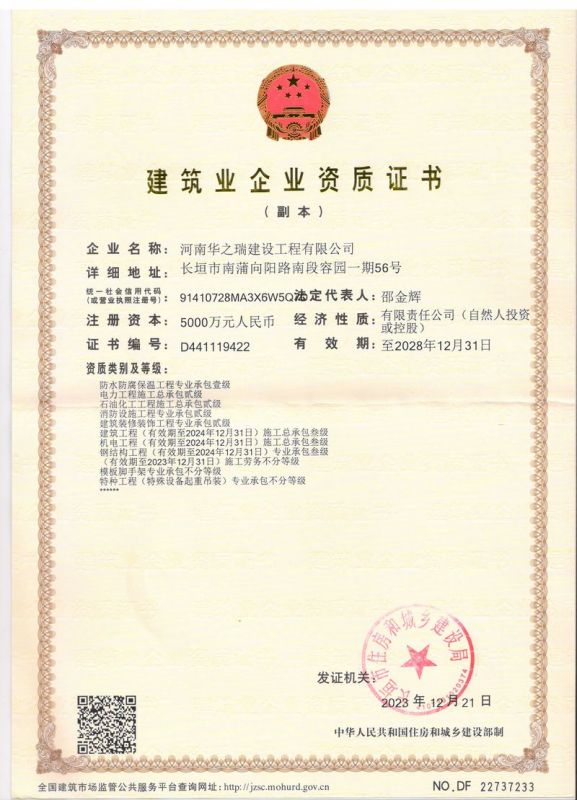 建筑业企业资质证书
（副本）
企业名称：河南华之瑞建设工程有限公司
详细地址：长垣市南蒲向阳路南段容园一期56号
统一社会信用代码
（或营业执照注册号）：91410728MA3X6W5Q 法定代表人：邵金辉
注册资本：5000万元人民币 经济性质：有限责任公司（自然人投资
或控股）
证书编号：D441119422 有效期：至2028年12月31日
资质类别及等级：
防水防腐保温工程专业承包壹级
电力工程施工总承包贰级
石油化工工程施工总承包贰级
消防设施工程专业承包贰级
建筑装修装饰工程专业承包贰级
建筑工程（有效期至2024年12月31日）施工总承包叁级
机电工程（有效期至2024年12月31日）施工总承包叁级
钢结构工程（有效期至2024年12月31日）专业承包叁级
（有效期至2023年12月31日）施工劳务不分等级
模板脚手架专业承包不分等级
特种工程（特殊设备起重吊装）专业承包不分等级
******
长垣市住房和城乡建设局
发证机关：
2023年12月21日
中华人民共和国住房和城乡建设部制
全国建筑市场监管公共服务平台查询网址：http://jzsc.mohurd.gov.cn
NO.DF 22737233